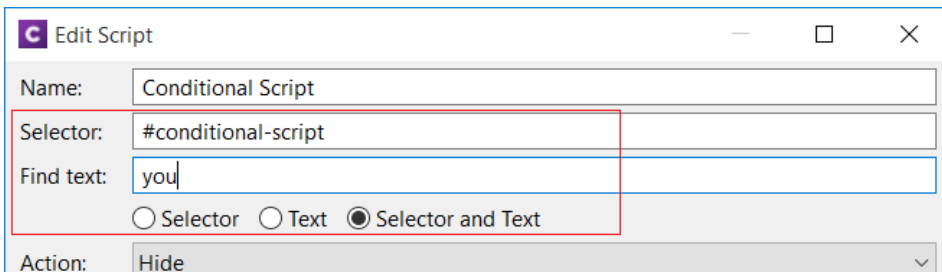 C Edit Script
Name: Conditional Script
Selector: #conditional-script
Find text: you
Selector Text Selector and Text
Action: Hide